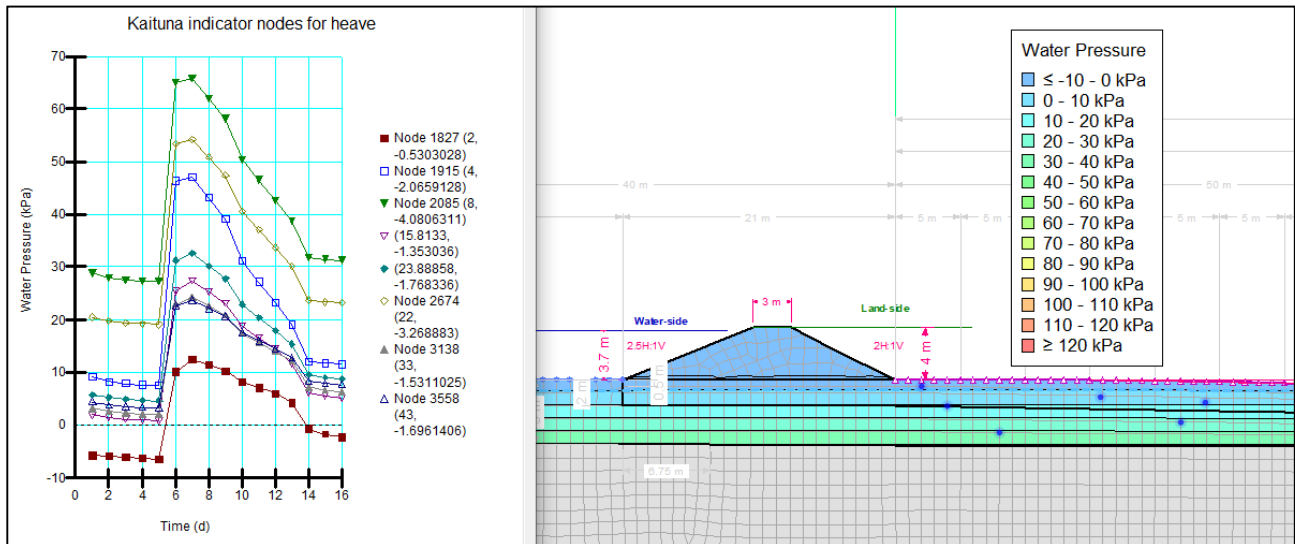 Kaituna indicator nodes for heave
70
60
50
40
30
20
10
0
-10
0 2 4 6 8 10 12 14 16
Water Pressure (kPa)
Time (d)
Node 1827 (2,
-0.5303028)
Node 1915 (4,
-2.0659128)
Node 2085 (8,
-4.0806311)
(15.8133,
-1.353036)
(23.88858,
-1.768336)
Node 2674
(22,
-3.268883)
Node 3138
(33,
-1.5311025)
Node 3558
(43,
-1.6961406)
Water Pressure
≤ -10 - 0 kPa
0 - 10 kPa
10 - 20 kPa
20 - 30 kPa
30 - 40 kPa
40 - 50 kPa
50 - 60 kPa
60 - 70 kPa
70 - 80 kPa
80 - 90 kPa
90 - 100 kPa
100 - 110 kPa
110 - 120 kPa
≥ 120 kPa
40 m
50 m
21 m
5 m
5 m
5 m
3 m
Water-side
Land-side
3.7 m
2.5H:1V
2H:1V
4 m
0.5 m
6.75 m